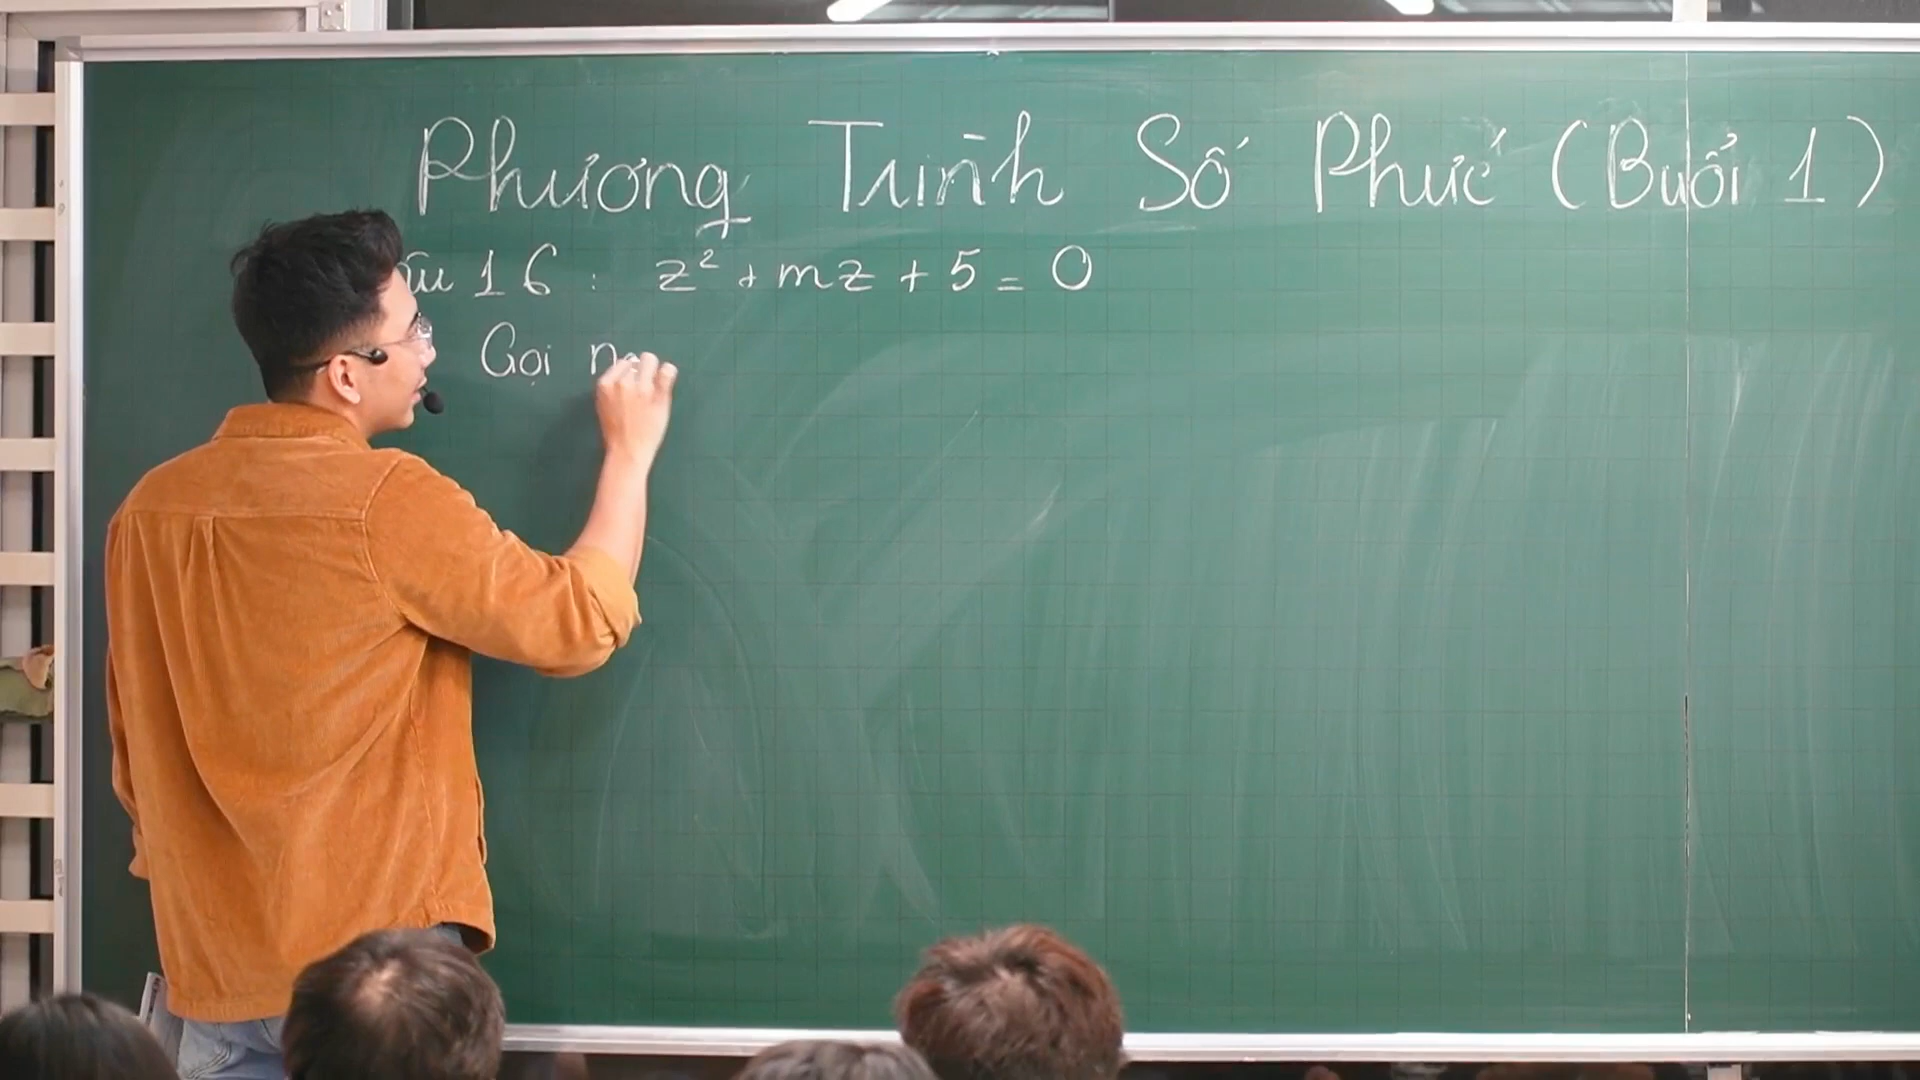 Phương Trình Số Phức (Buổi 1)
16 : z² + mz + 5 = 0
Gọi